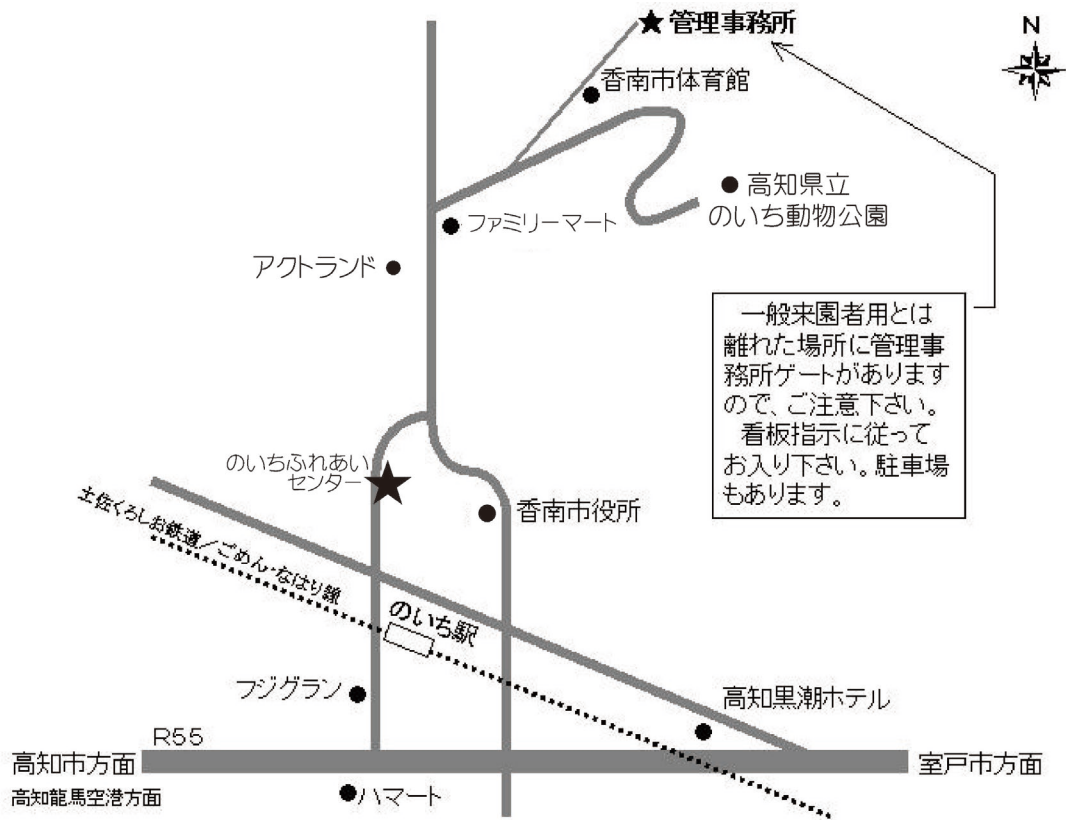 ★管理事務所
N
香南市体育館
高知県立
のいち動物公園
ファミリーマート
アクトランド
一般来園者用とは
離れた場所に管理事
務所ゲートがあります
ので、ご注意下さい。
看板指示に従って
お入り下さい。駐車場
もあります。
のいちふれあい
センター
香南市役所
土佐くろしお鉄道／ごめん・なはり線
のいち駅
フジグラン
高知黒潮ホテル
R55
高知市方面
室戸市方面
高知龍馬空港方面
ハマート